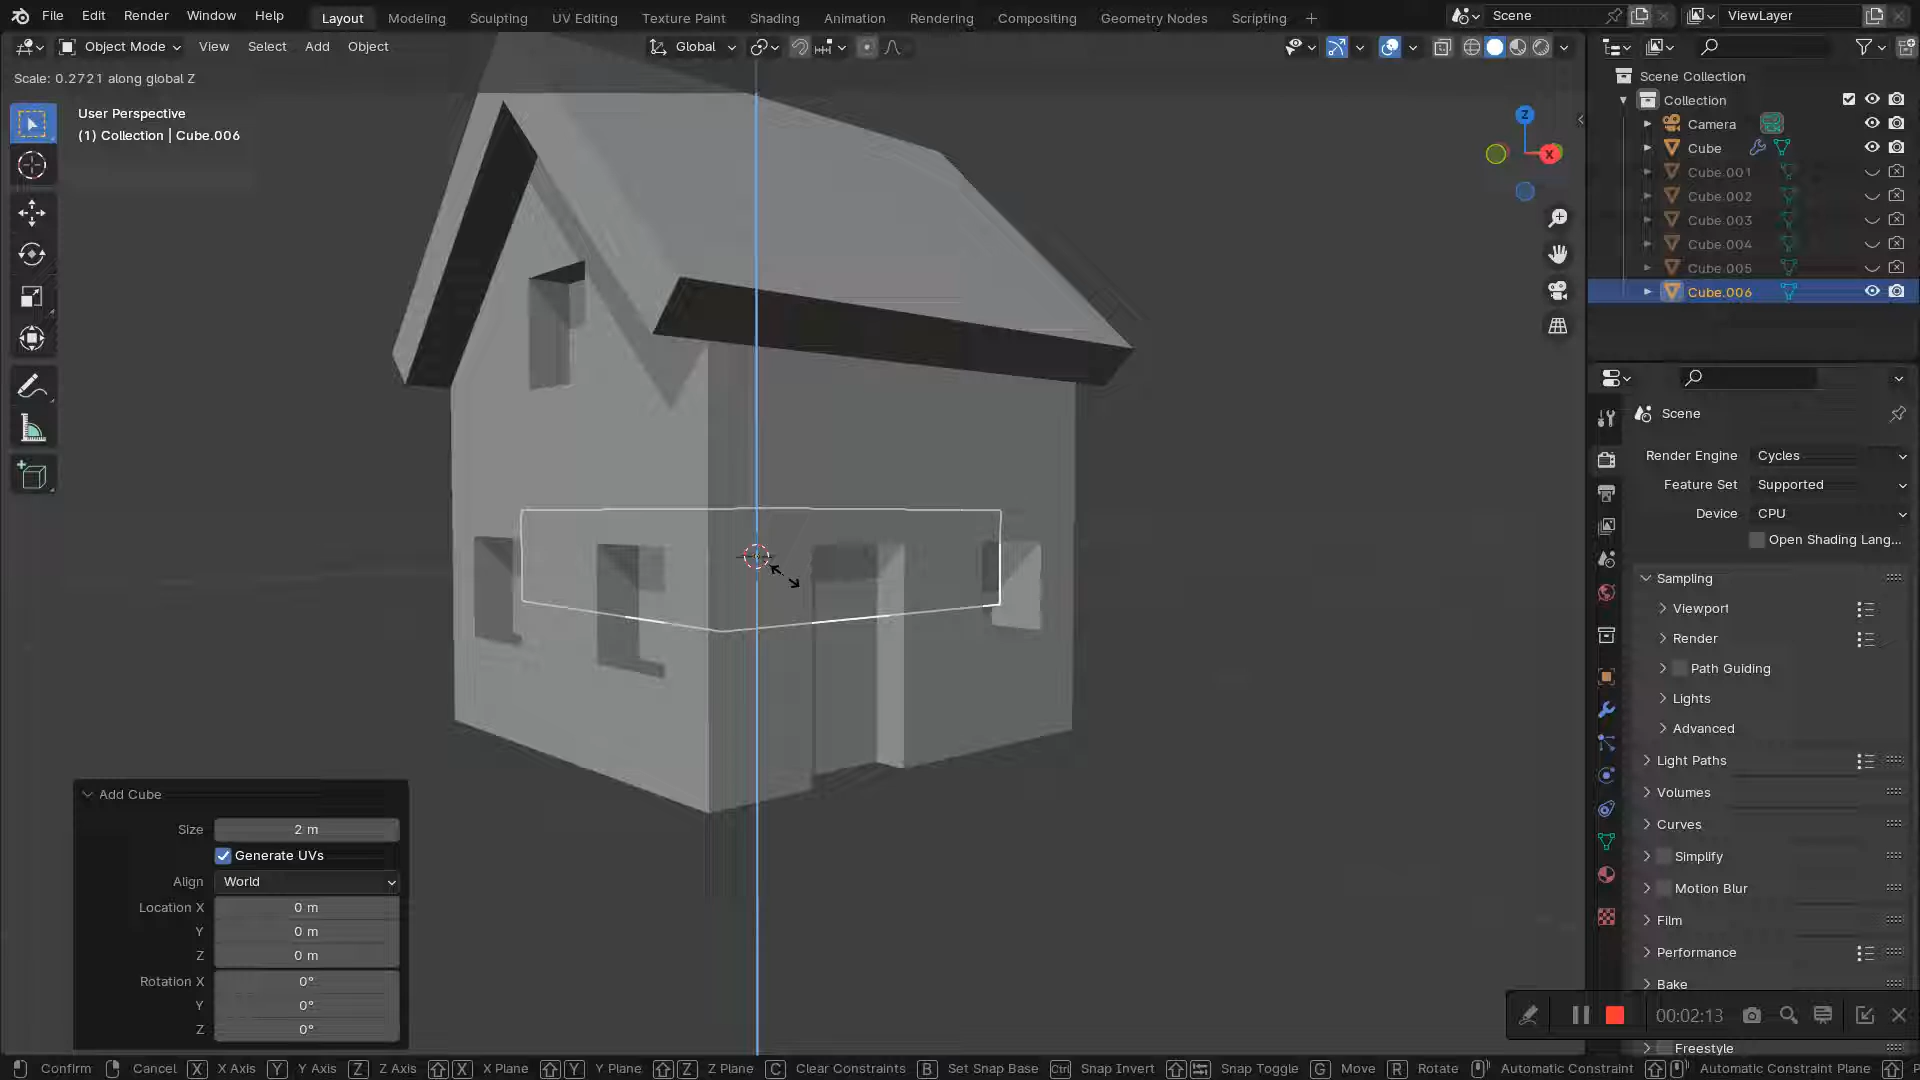 File Edit Render Window Help Layout Modeling Sculpting UV Editing Texture Paint Shading Animation Rendering Compositing Geometry Nodes Scripting + Scene ViewLayer
Object Mode View Select Add Object Global
Scale: 0.2721 along global Z
User Perspective
(1) Collection | Cube.006
Z
X
Scene Collection
Collection
Camera
Cube
Cube.001
Cube.002
Cube.003
Cube.004
Cube.005
Cube.006
Scene
Render Engine Cycles
Feature Set Supported
Device CPU
Open Shading Lang...
Sampling
Viewport
Render
Path Guiding
Lights
Advanced
Light Paths
Volumes
Curves
Simplify
Motion Blur
Film
Performance
Bake
Freestyle
Add Cube
Size 2 m
Generate UVs
Align World
Location X 0 m
Y 0 m
Z 0 m
Rotation X 0°
Y 0°
Z 0°
00:02:13
Confirm Cancel X X Axis Y Y Axis Z Z Axis X X Plane Y Y Plane Z Z Plane C Clear Constraints B Set Snap Base Ctrl Snap Invert Snap Toggle G Move R Rotate Automatic Constraint Automatic Constraint Plane P